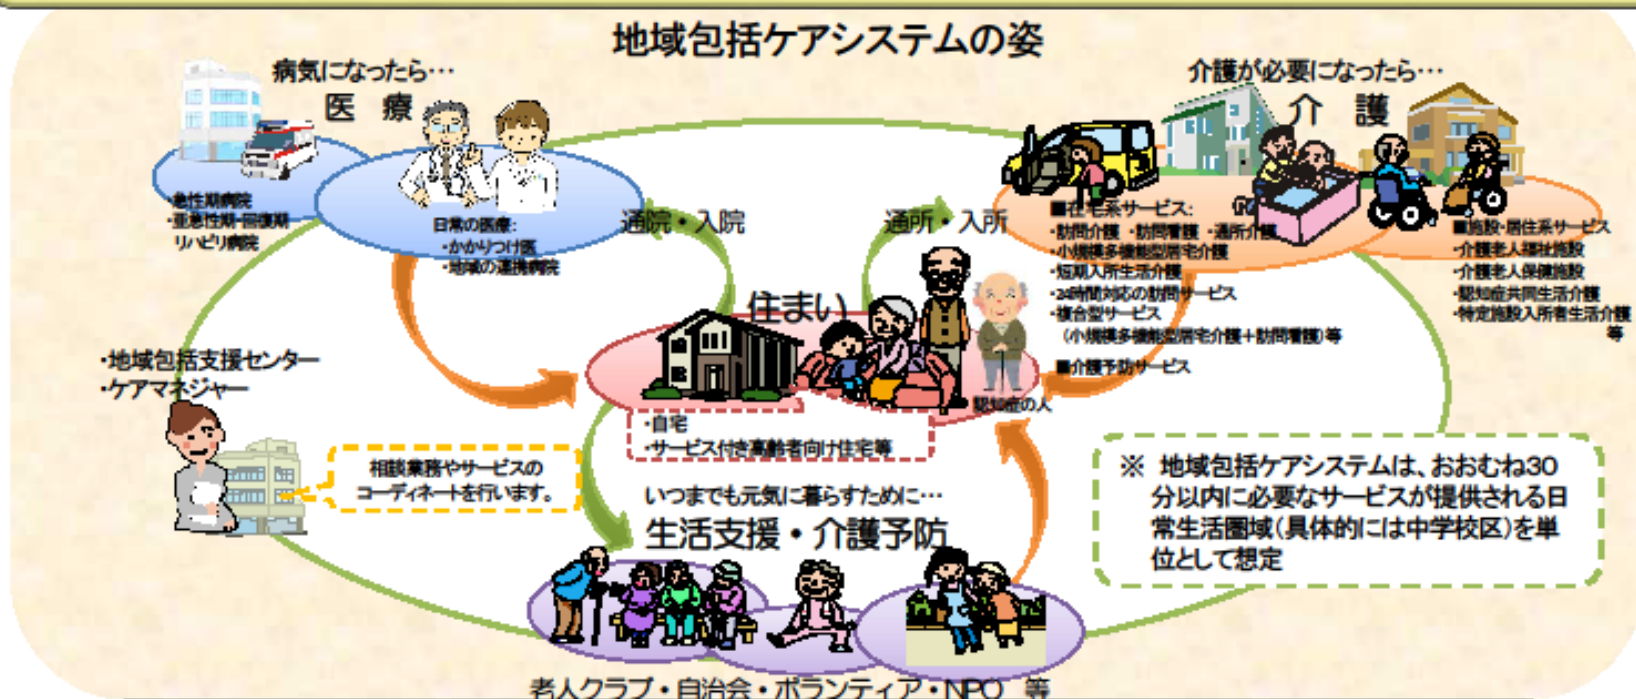 地域包括ケアシステムの姿
病気になったら…
医 療
介護が必要になったら…
介 護
・急性期病院
・亜急性期・回復期
リハビリ病院
日常の医療:
・かかりつけ医
・地域の連携病院
通院・入院
通所・入所
■在宅系サービス:
・訪問介護 ・訪問看護 ・通所介護
・小規模多機能型居宅介護
・短期入所生活介護
・24時間対応の訪問サービス
・複合型サービス
(小規模多機能型居宅介護+訪問看護)等
■介護予防サービス
■施設・居住系サービス
・介護老人福祉施設
・介護老人保健施設
・認知症共同生活介護
・特定施設入所者生活介護
等
住まい
認知症の人
・自宅
・サービス付き高齢者向け住宅等
・地域包括支援センター
・ケアマネジャー
相談業務やサービスの
コーディネートを行います。
いつまでも元気に暮らすために…
生活支援・介護予防
※ 地域包括ケアシステムは、おおむね30
分以内に必要なサービスが提供される日
常生活圏域(具体的には中学校区)を単
位として想定
老人クラブ・自治会・ボランティア・NPO 等